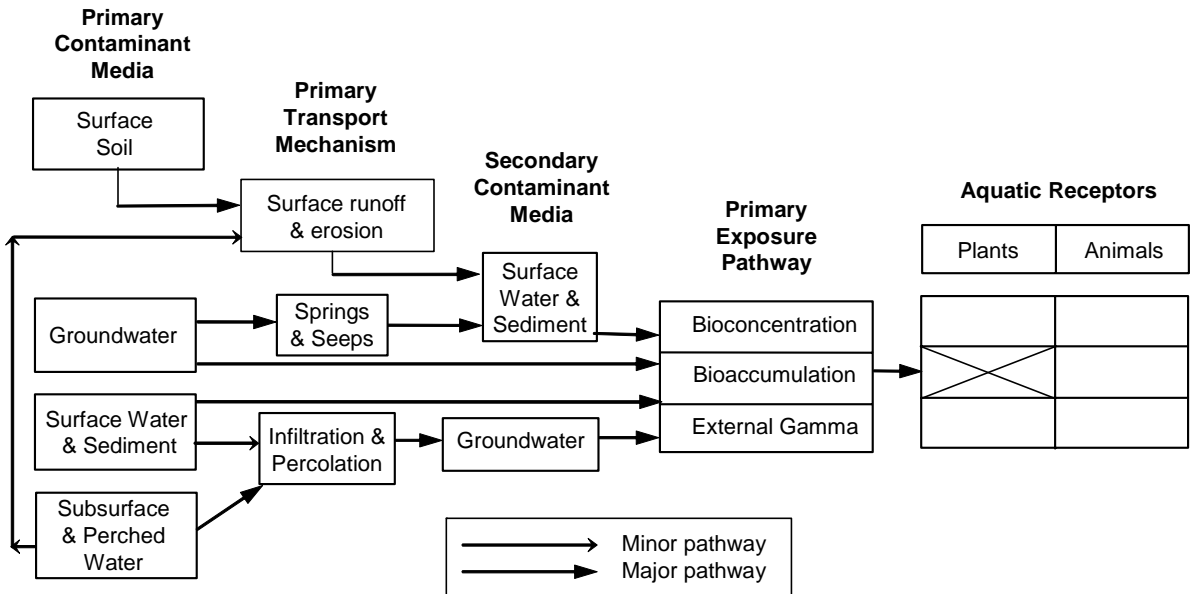 Primary
Contaminant
Media
Surface
Soil
Primary
Transport
Mechanism
Surface runoff
& erosion
Secondary
Contaminant
Media
Surface
Water &
Sediment
Primary
Exposure
Pathway
Aquatic Receptors
Plants
Animals
Groundwater
Springs
& Seeps
Bioconcentration
Bioaccumulation
External Gamma
Surface Water
& Sediment
Infiltration &
Percolation
Groundwater
Subsurface
& Perched
Water
Minor pathway
Major pathway